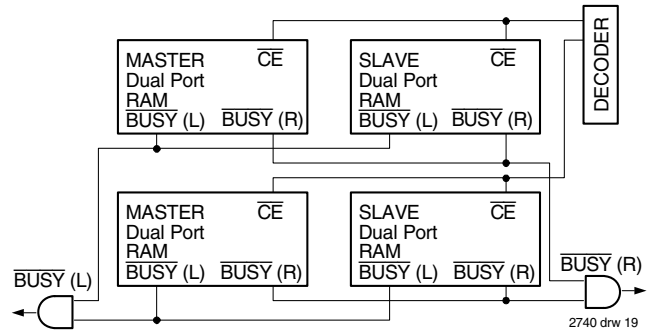 MASTER
Dual Port
RAM
CE
BUSY (L) BUSY (R)
SLAVE
Dual Port
RAM
CE
BUSY (L) BUSY (R)
DECODER
MASTER
Dual Port
RAM
CE
BUSY (L) BUSY (R)
SLAVE
Dual Port
RAM
CE
BUSY (L) BUSY (R)
BUSY (L)
BUSY (R)
2740 drw 19